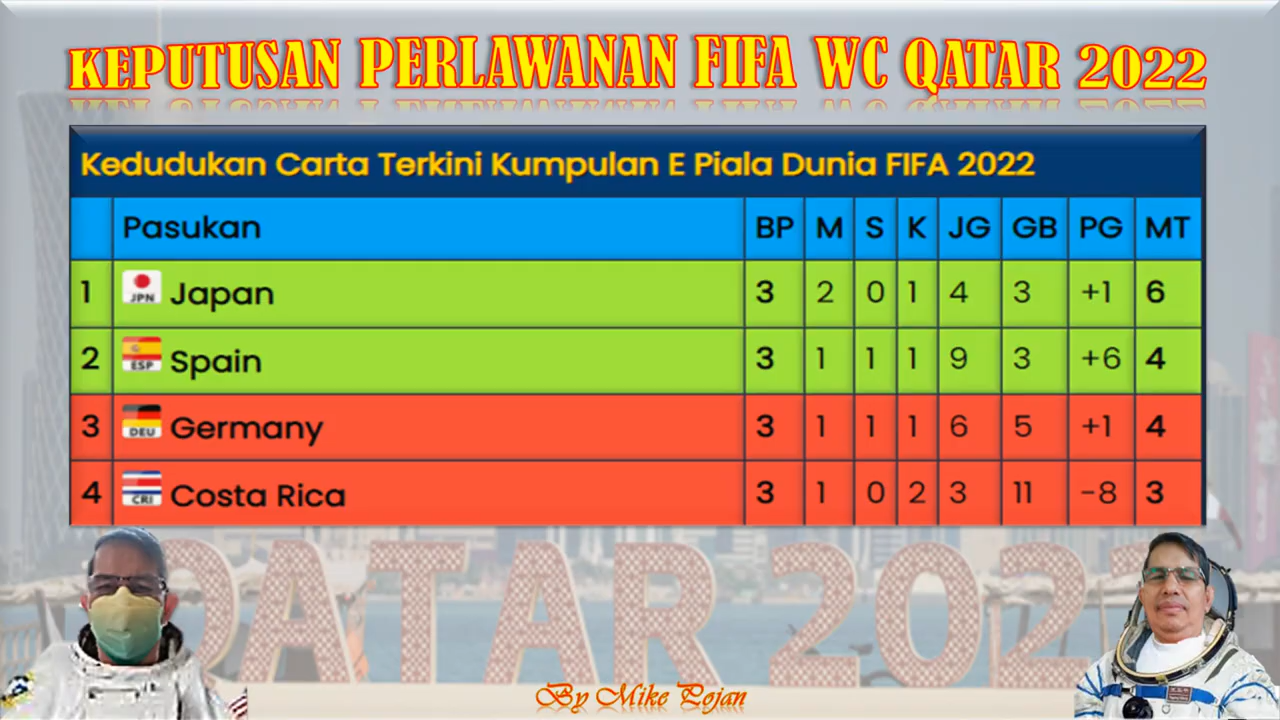 KEPUTUSAN PERLAWANAN FIFA WC QATAR 2022
Kedudukan Carta Terkini Kumpulan E Piala Dunia FIFA 2022
Pasukan BP M S K JG GB PG MT
1 JPN Japan 3 2 0 1 4 3 +1 6
2 ESP Spain 3 1 1 1 9 3 +6 4
3 DEU Germany 3 1 1 1 6 5 +1 4
4 CRI Costa Rica 3 1 0 2 3 11 -8 3
QATAR 2022
By Mike Pojan